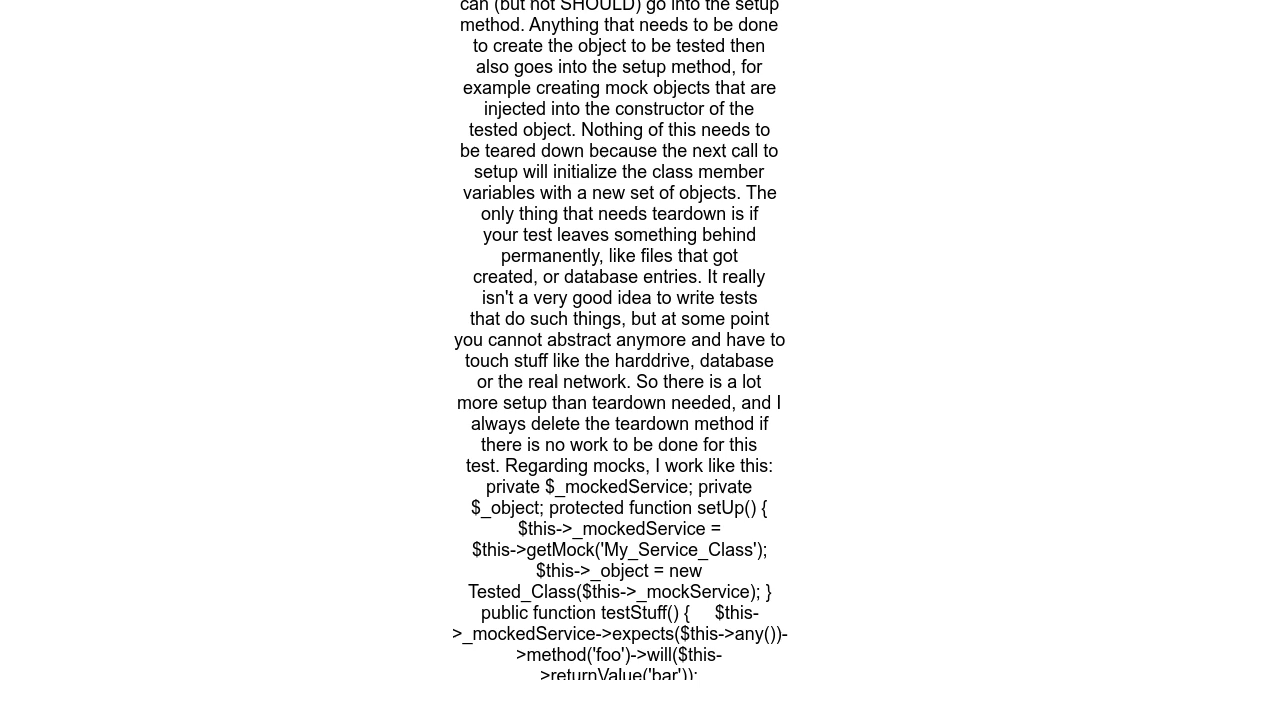 can (but not SHOULD) go into the setup
method. Anything that needs to be done
to create the object to be tested then
also goes into the setup method, for
example creating mock objects that are
injected into the constructor of the
tested object. Nothing of this needs to
be teared down because the next call to
setup will initialize the class member
variables with a new set of objects. The
only thing that needs teardown is if
your test leaves something behind
permanently, like files that got
created, or database entries. It really
isn't a very good idea to write tests
that do such things, but at some point
you cannot abstract anymore and have to
touch stuff like the harddrive, database
or the real network. So there is a lot
more setup than teardown needed, and I
always delete the teardown method if
there is no work to be done for this
test. Regarding mocks, I work like this:
private $_mockedService; private
$_object; protected function setUp() {
$this->_mockedService =
$this->getMock('My_Service_Class');
$this->_object = new
Tested_Class($this->_mockService); }
public function testStuff() {     $this-
>_mockedService->expects($this->any())-
>method('foo')->will($this-
>returnValue('bar'));